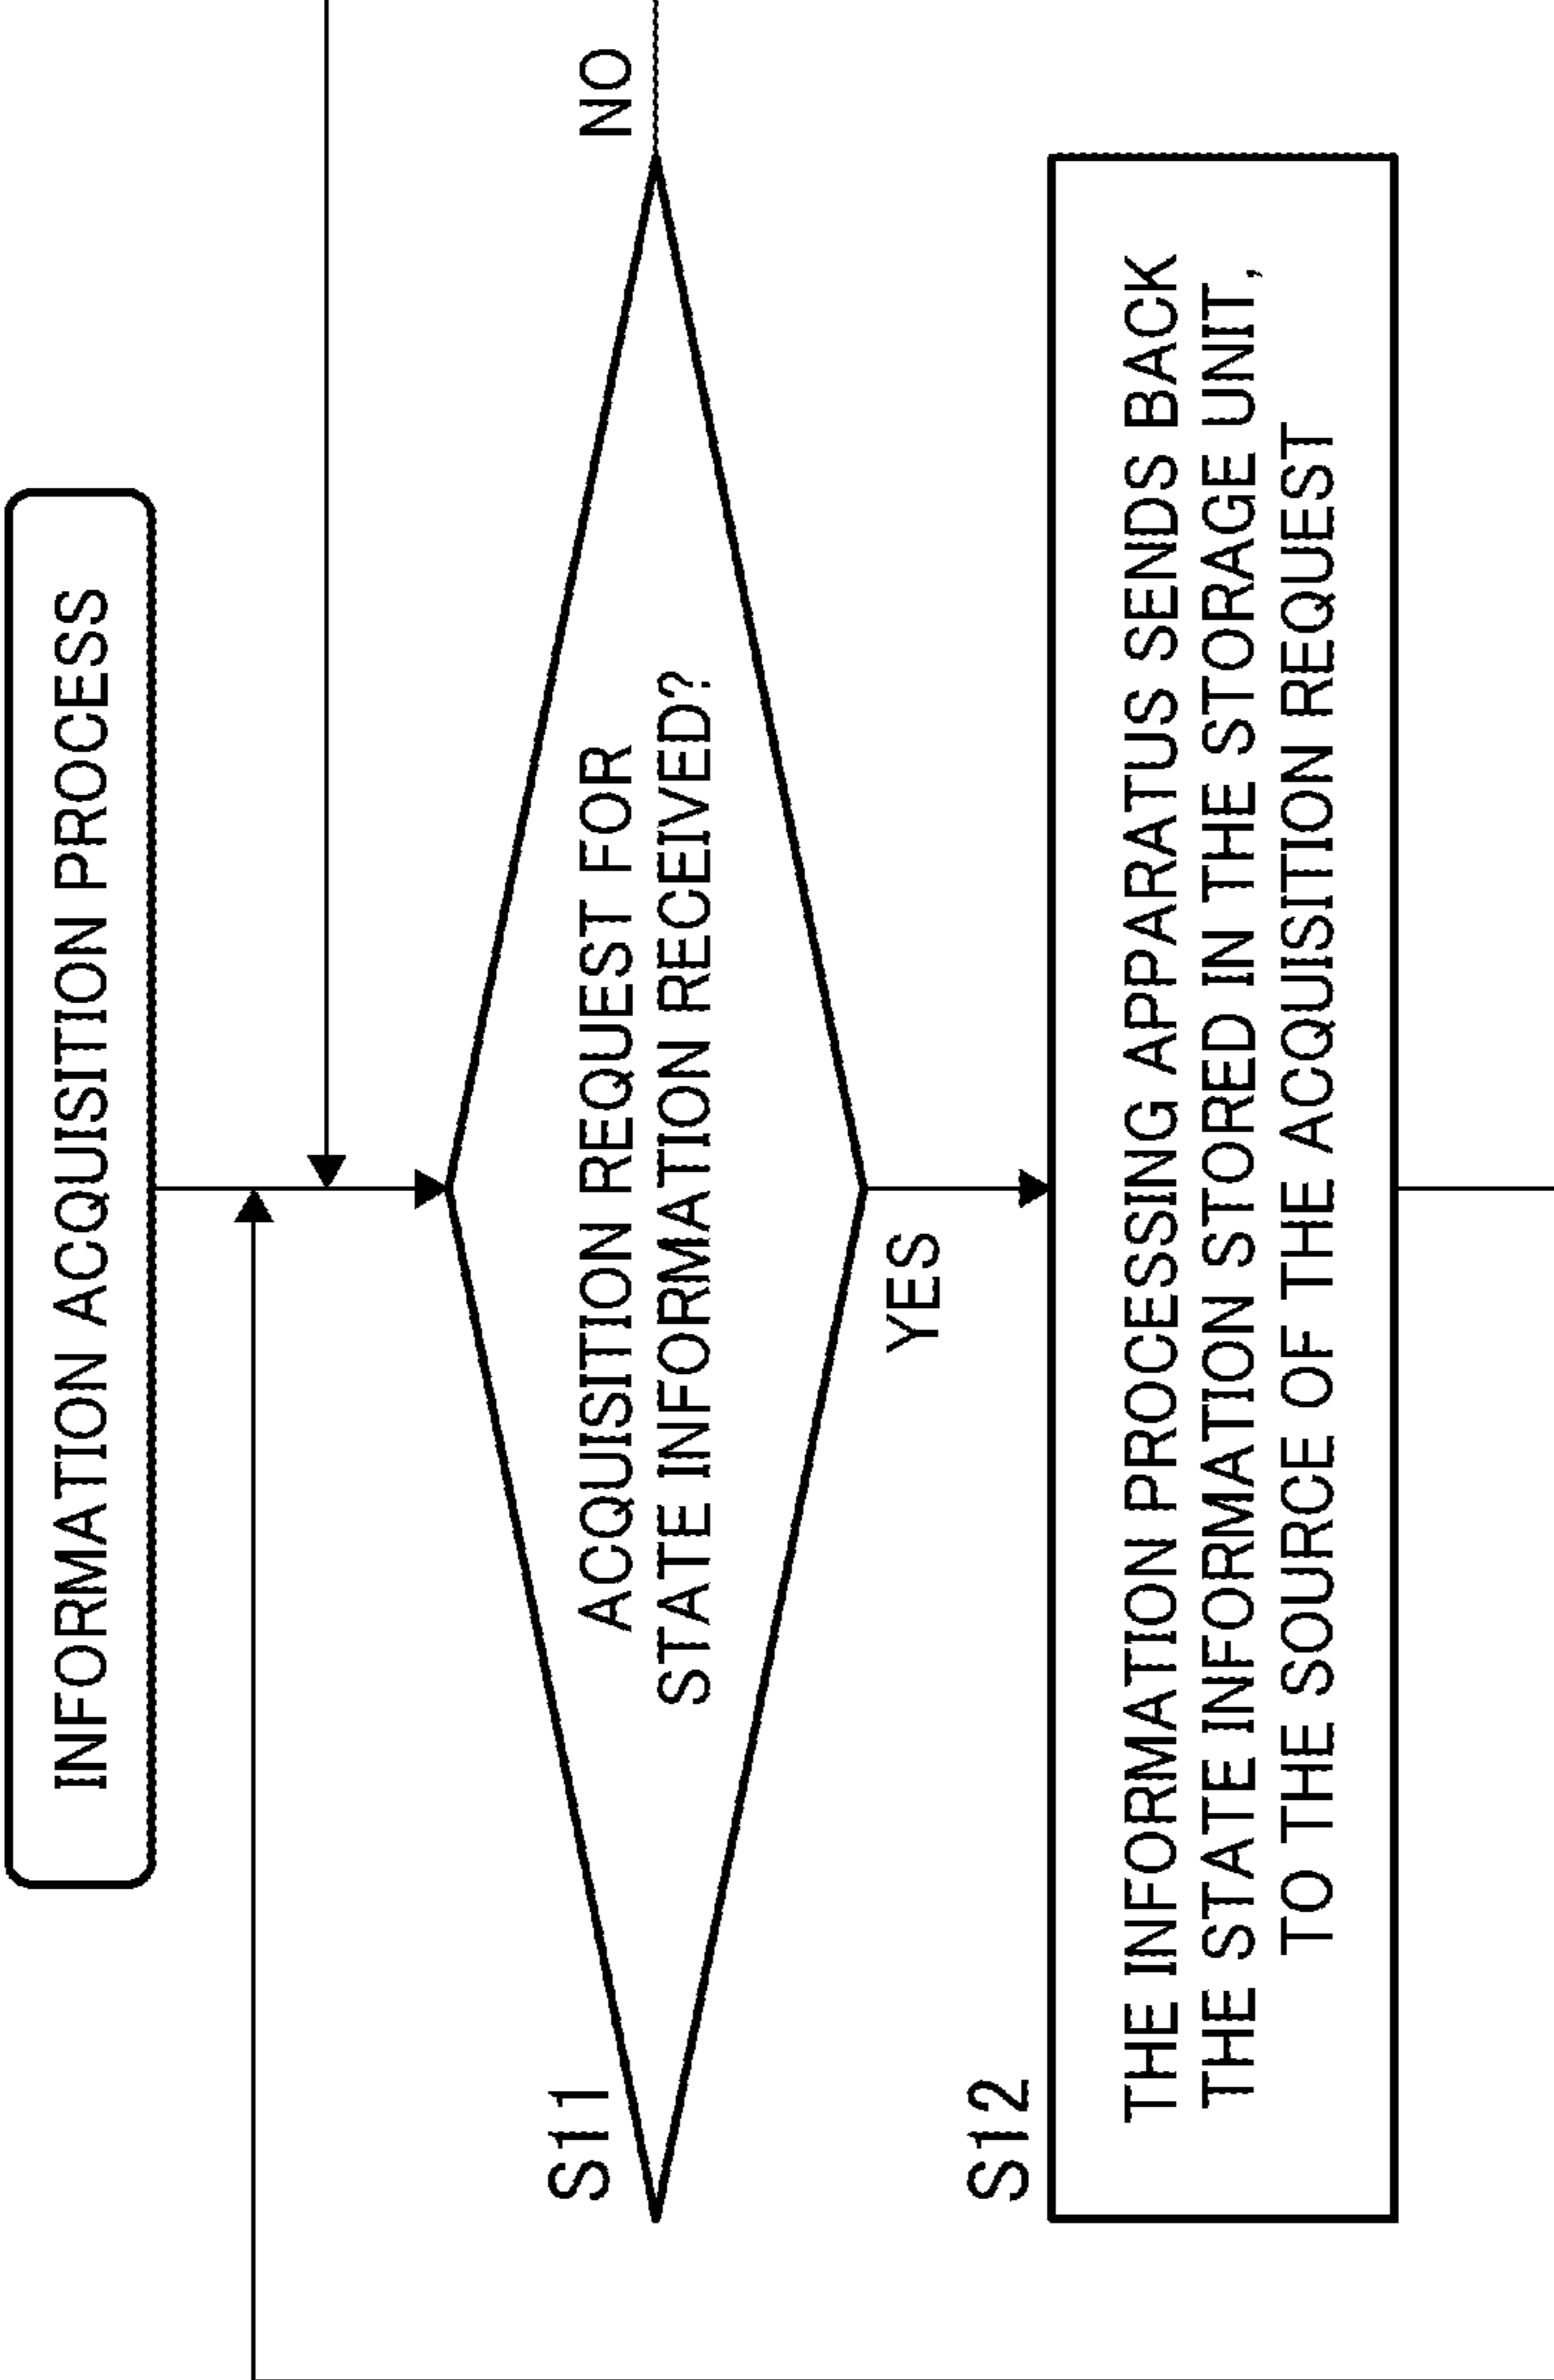 INFORMATION ACQUISITION PROCESS
S11
ACQUISITION REQUEST FOR
STATE INFORMATION RECEIVED?
NO
YES
S12
THE INFORMATION PROCESSING APPARATUS SENDS BACK
THE STATE INFORMATION STORED IN THE STORAGE UNIT,
TO THE SOURCE OF THE ACQUISITION REQUEST